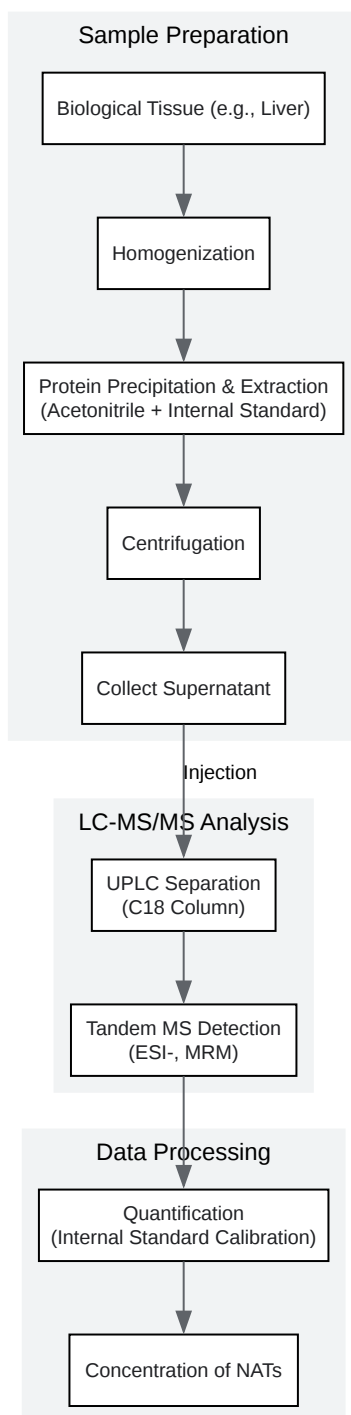 Sample Preparation
Biological Tissue (e.g., Liver)
Homogenization
Protein Precipitation & Extraction
(Acetonitrile + Internal Standard)
Centrifugation
Collect Supernatant
Injection
LC-MS/MS Analysis
UPLC Separation
(C18 Column)
Tandem MS Detection
(ESI-, MRM)
Data Processing
Quantification
(Internal Standard Calibration)
Concentration of NATs